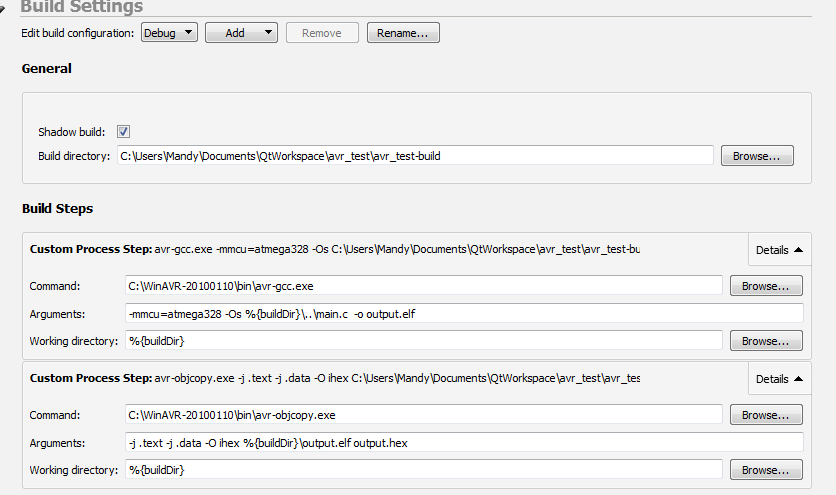 Build Settings
Edit build configuration: Debug Add Remove Rename...
General
Shadow build:
Build directory: C:\Users\Mandy\Documents\QtWorkspace\avr_test\avr_test-build Browse...
Build Steps
Custom Process Step: avr-gcc.exe -mmcu=atmega328 -Os C:\Users\Mandy\Documents\QtWorkspace\avr_test\avr_test-bu
Details
Command: C:\WinAVR-20100110\bin\avr-gcc.exe Browse...
Arguments: -mmcu=atmega328 -Os %{buildDir}\..\main.c -o output.elf
Working directory: %{buildDir} Browse...
Custom Process Step: avr-objcopy.exe -j .text -j .data -O ihex C:\Users\Mandy\Documents\QtWorkspace\avr_test\avr_tes
Details
Command: C:\WinAVR-20100110\bin\avr-objcopy.exe Browse...
Arguments: -j .text -j .data -O ihex %{buildDir}\output.elf output.hex
Working directory: %{buildDir} Browse...